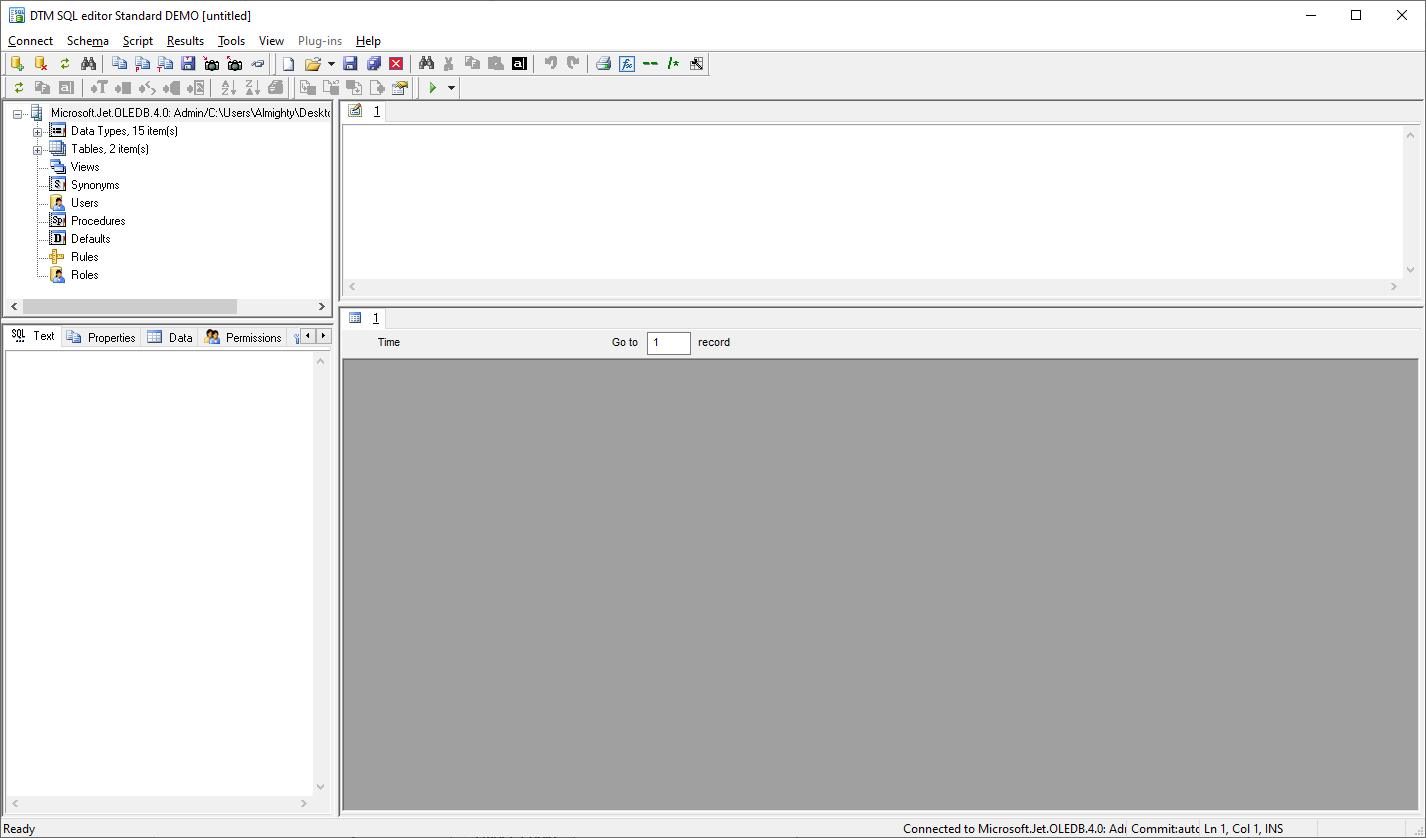 DTM SQL editor Standard DEMO [untitled]
Connect Schema Script Results Tools View Plug-ins Help
Microsoft.Jet.OLEDB.4.0: Admin/C:\Users\Almighty\Deskto
Data Types, 15 item(s)
Tables, 2 item(s)
Views
Synonyms
Users
Procedures
Defaults
Rules
Roles
1
Text Properties Data Permissions
1
Time Go to 1 record
Ready Connected to Microsoft.Jet.OLEDB.4.0: Adi Commit:auto Ln 1, Col 1, INS